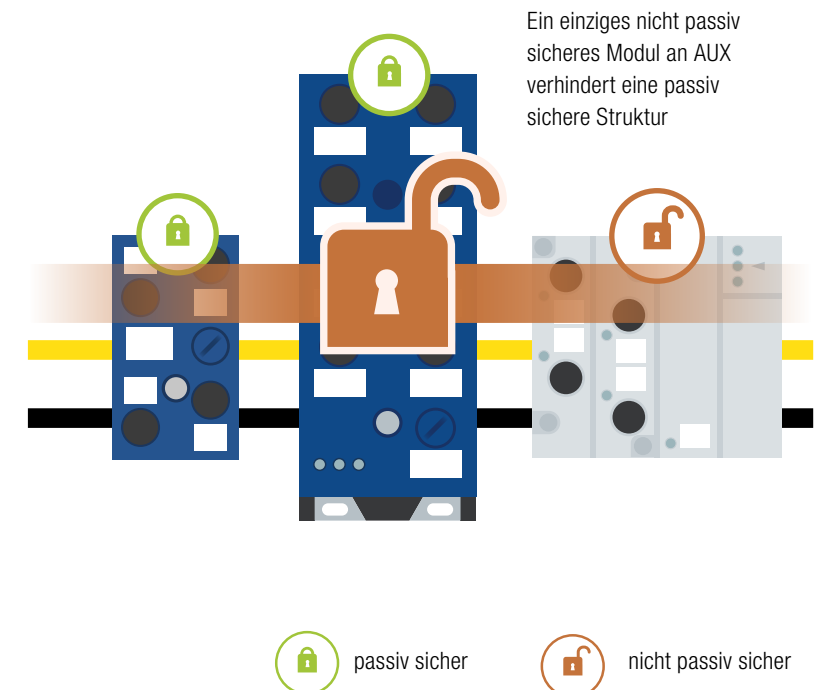 Ein einziges nicht passiv
sicheres Modul an AUX
verhindert eine passiv
sichere Struktur
passiv sicher
nicht passiv sicher